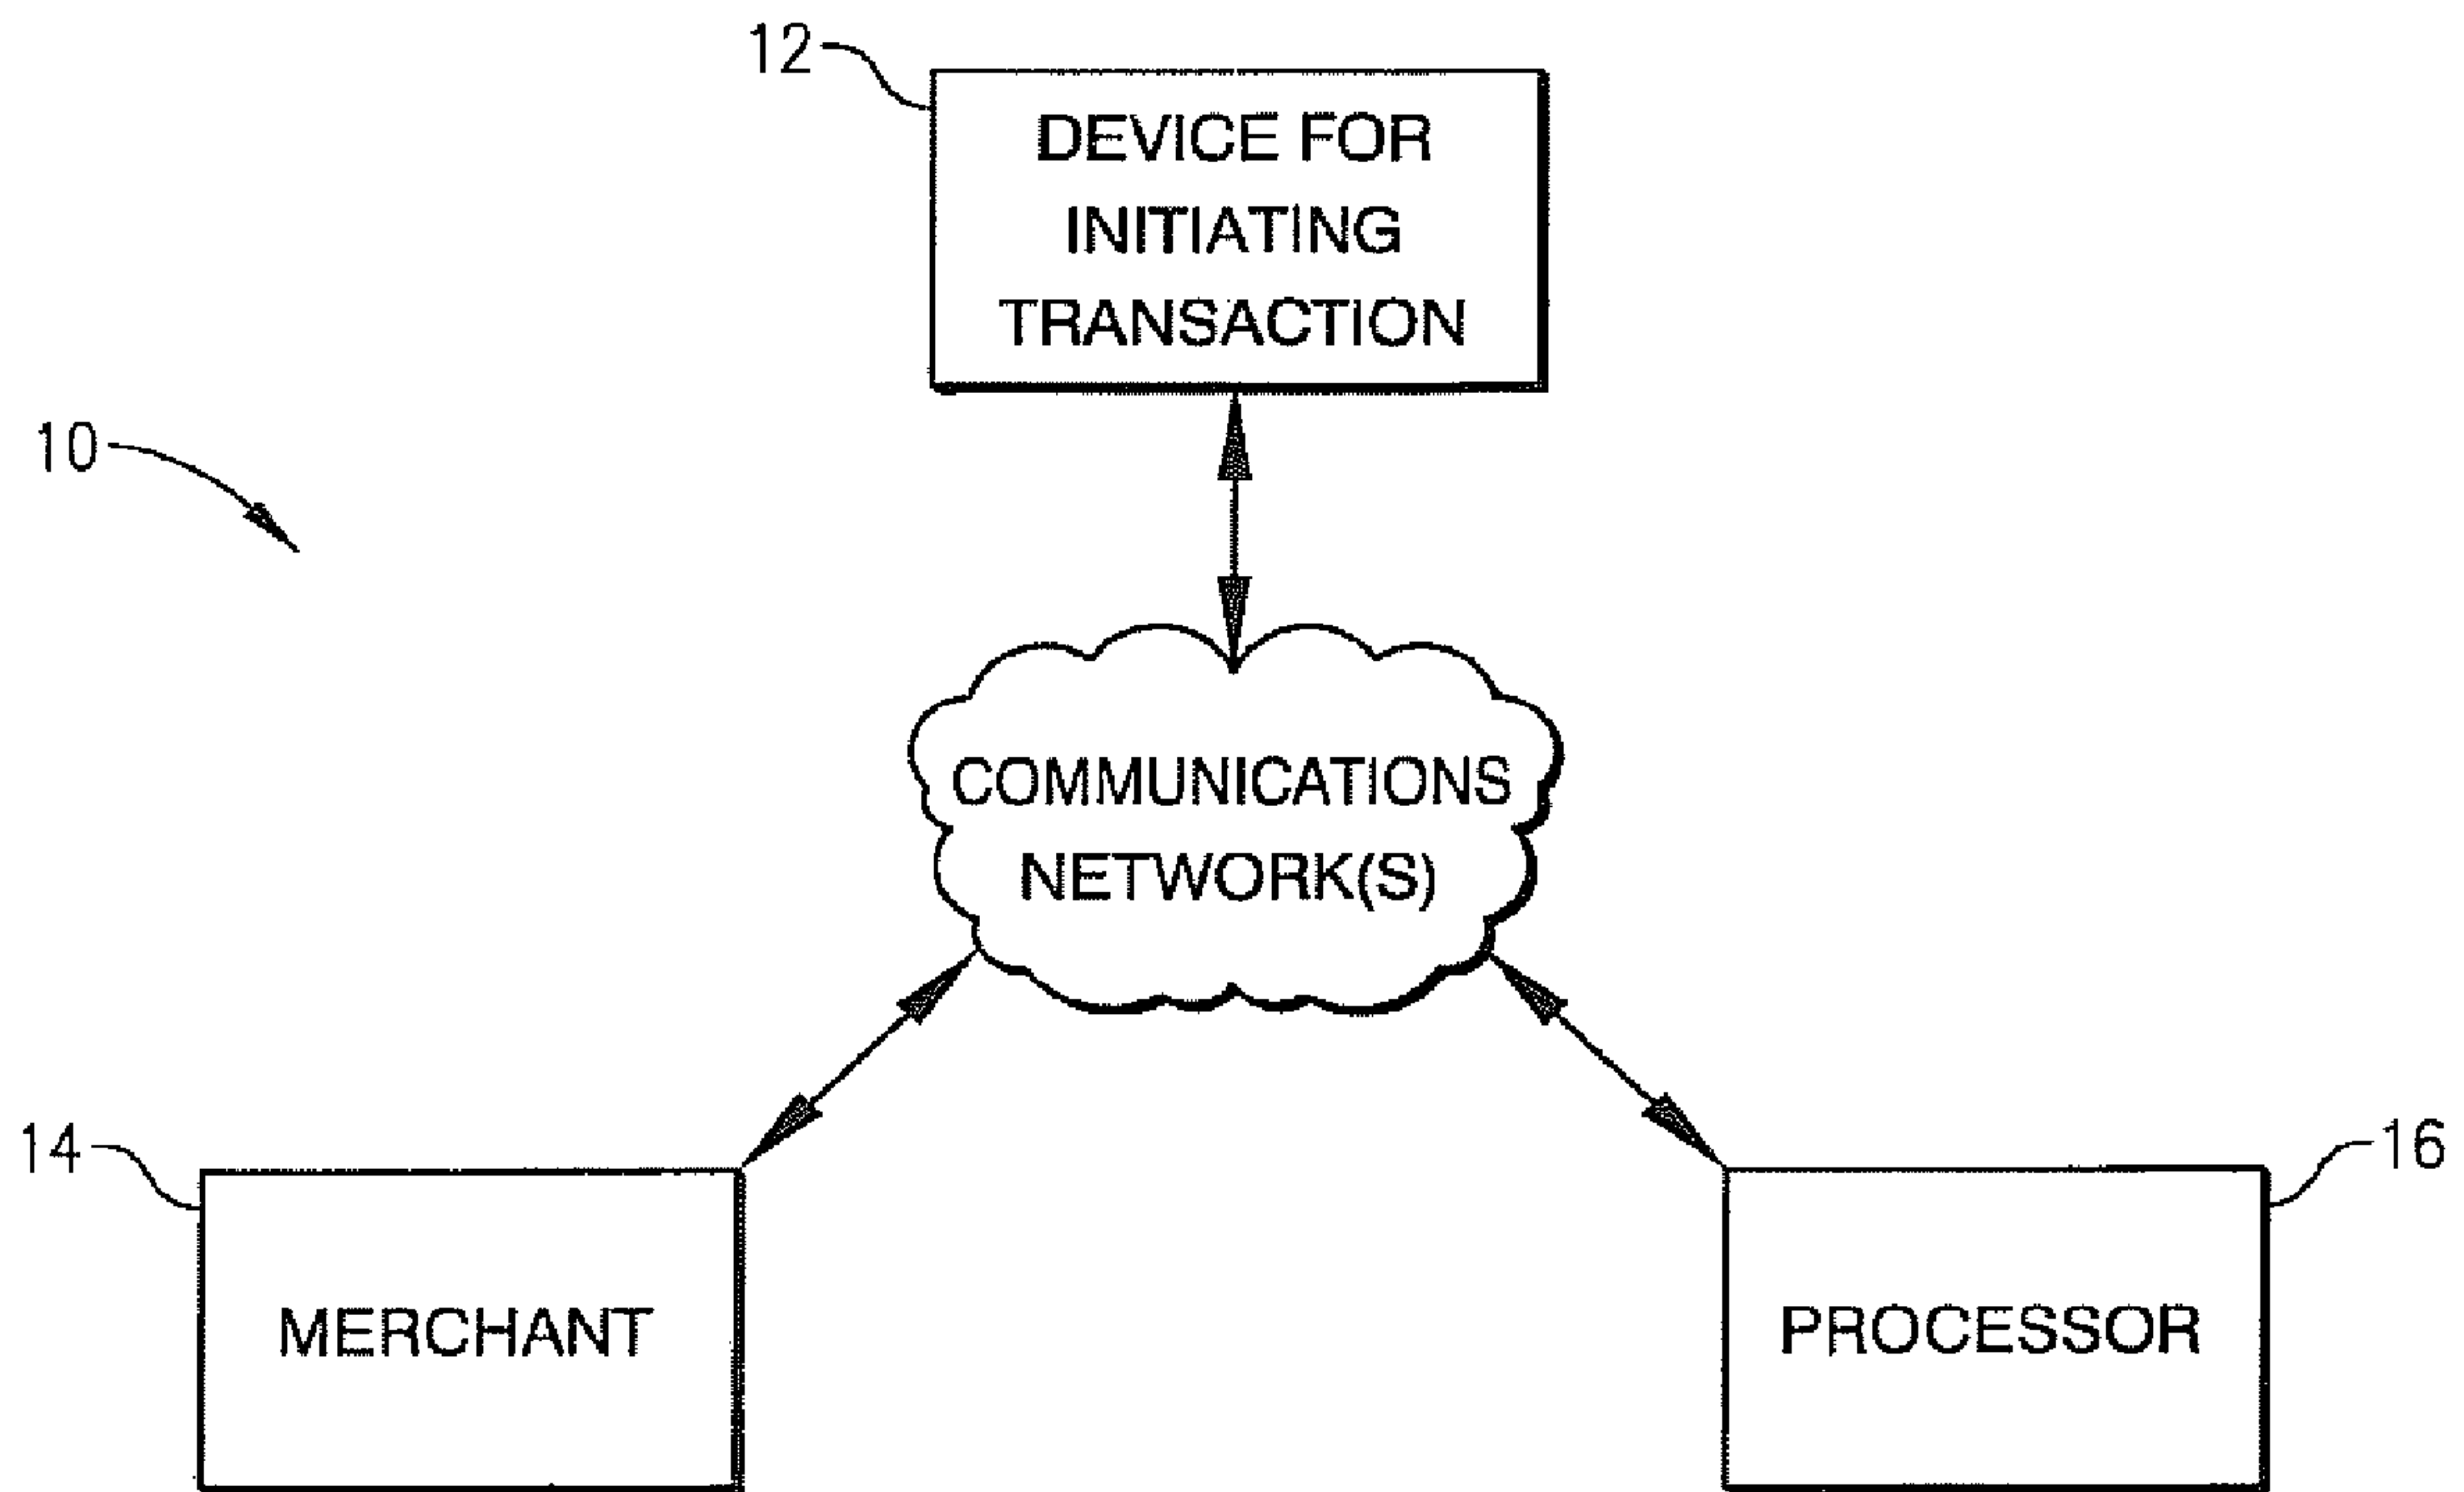 12
DEVICE FOR
INITIATING
TRANSACTION
10
COMMUNICATIONS
NETWORK(S)
14
16
MERCHANT
PROCESSOR